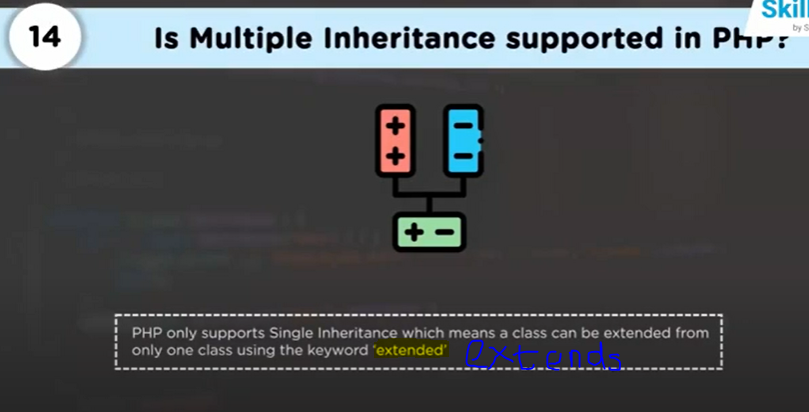 14
Is Multiple Inheritance supported in PHP?
Skill
by S
+ -
+ -
+ -
PHP only supports Single Inheritance which means a class can be extended from
only one class using the keyword 'extended' extends